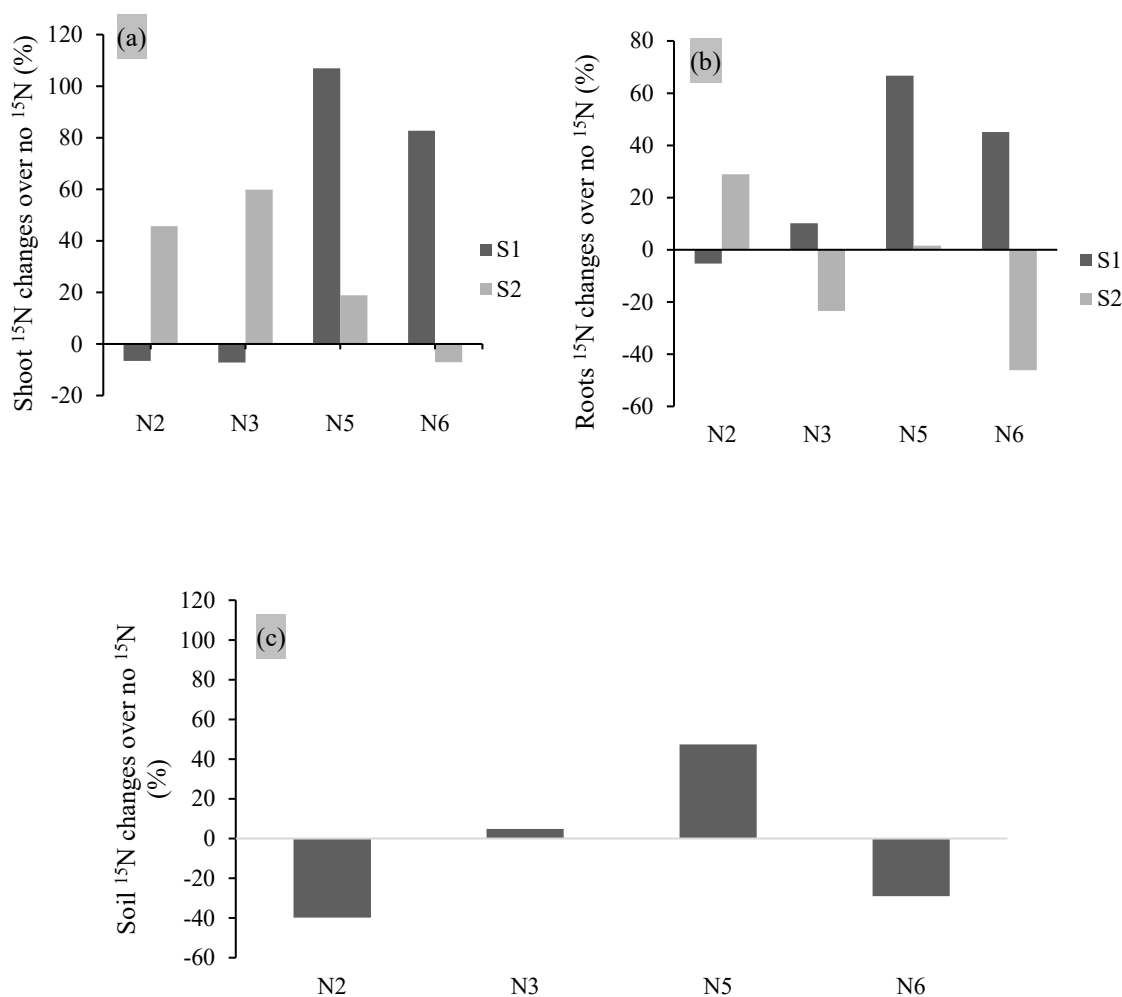 (a)
Shoot ¹⁵N changes over no ¹⁵N (%)
120
100
80
60
40
20
0
-20
N2 N3 N5 N6
S1
S2
(b)
Roots ¹⁵N changes over no ¹⁵N (%)
80
60
40
20
0
-20
-40
-60
N2 N3 N5 N6
S1
S2
(c)
Soil ¹⁵N changes over no ¹⁵N
(%)
120
100
80
60
40
20
0
-20
-40
-60
N2 N3 N5 N6